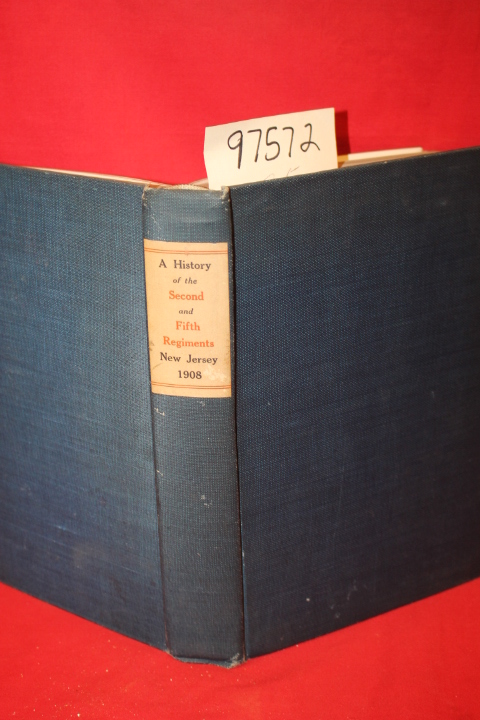 97572
A History
of the
Second
and
Fifth
Regiments
New Jersey
1908